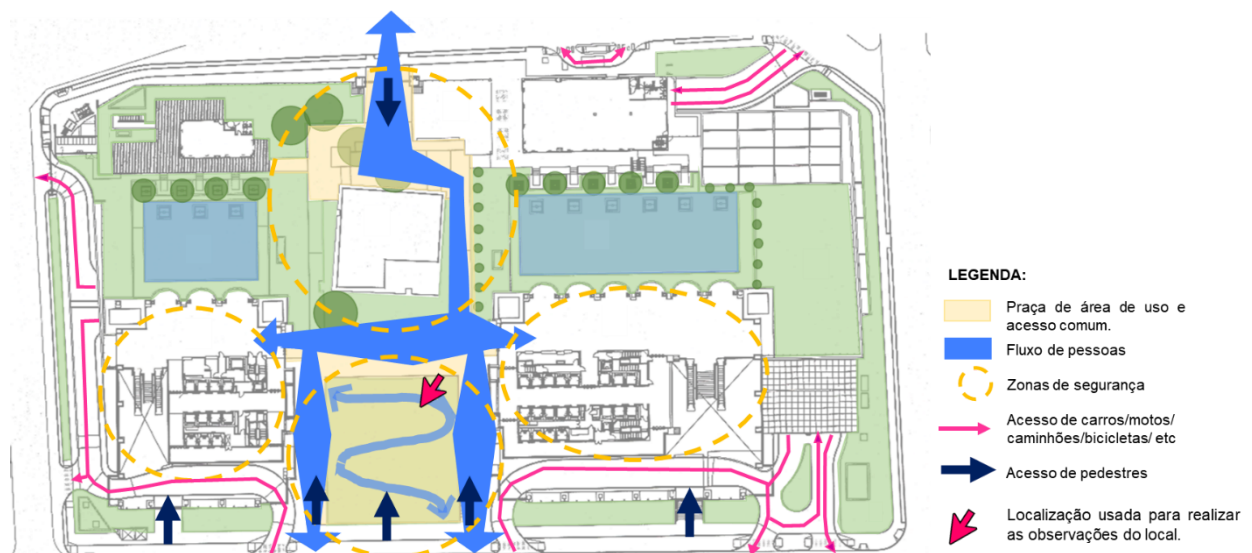 LEGENDA:
Praça de área de uso e
acesso comum.
Fluxo de pessoas
Zonas de segurança
Acesso de carros/motos/
caminhões/bicicletas/ etc
Acesso de pedestres
Localização usada para realizar
as observações do local.